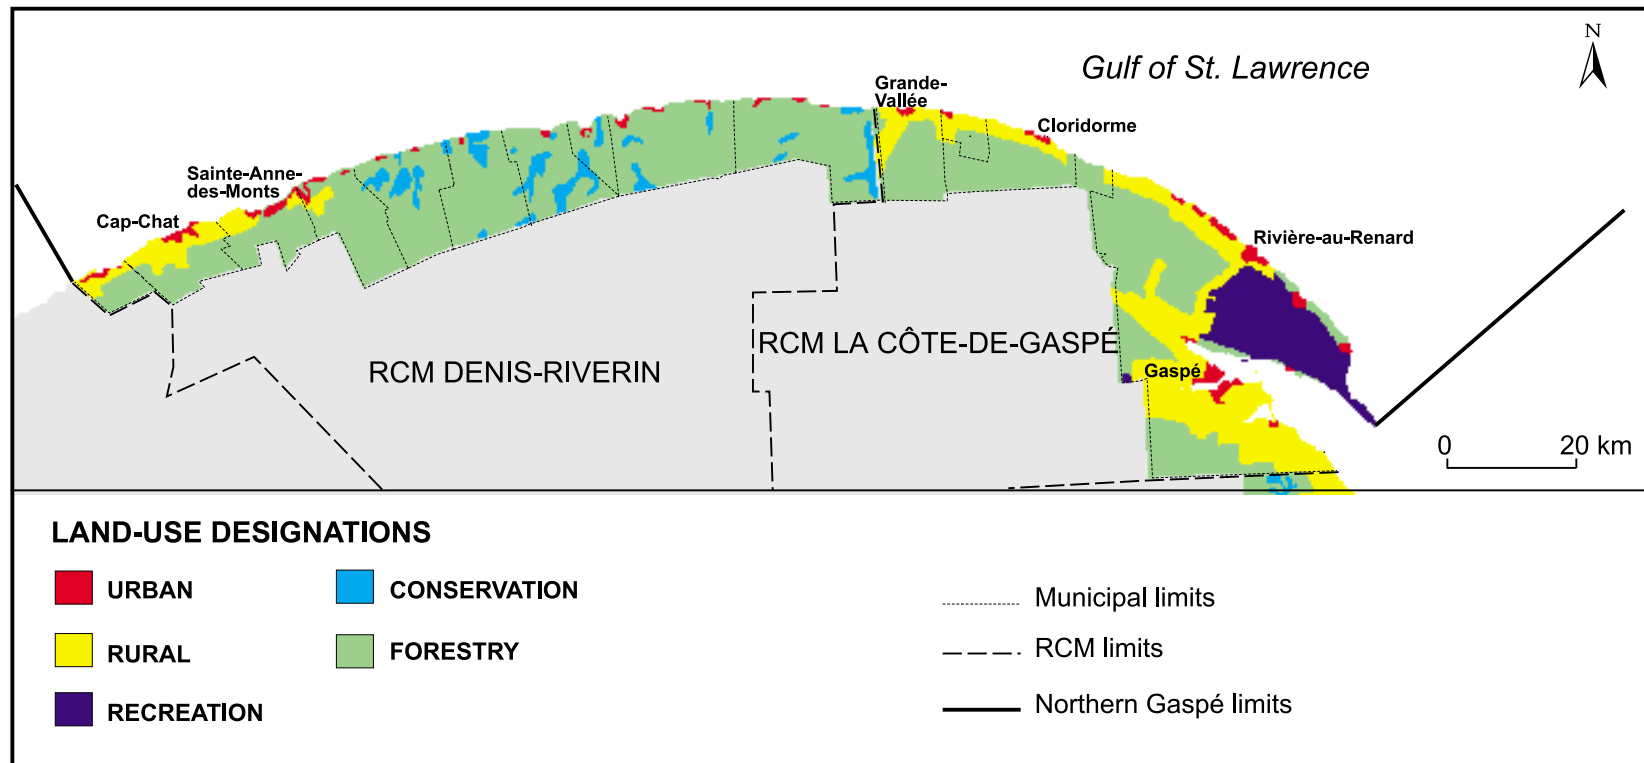 N
Gulf of St. Lawrence
Grande-
Vallée
Cloridorme
Sainte-Anne-
des-Monts
Cap-Chat
Rivière-au-Renard
RCM LA CÔTE-DE-GASPÉ
RCM DENIS-RIVERIN
Gaspé
0 20 km
LAND-USE DESIGNATIONS
URBAN
CONSERVATION
RURAL
FORESTRY
RECREATION
Municipal limits
RCM limits
Northern Gaspé limits